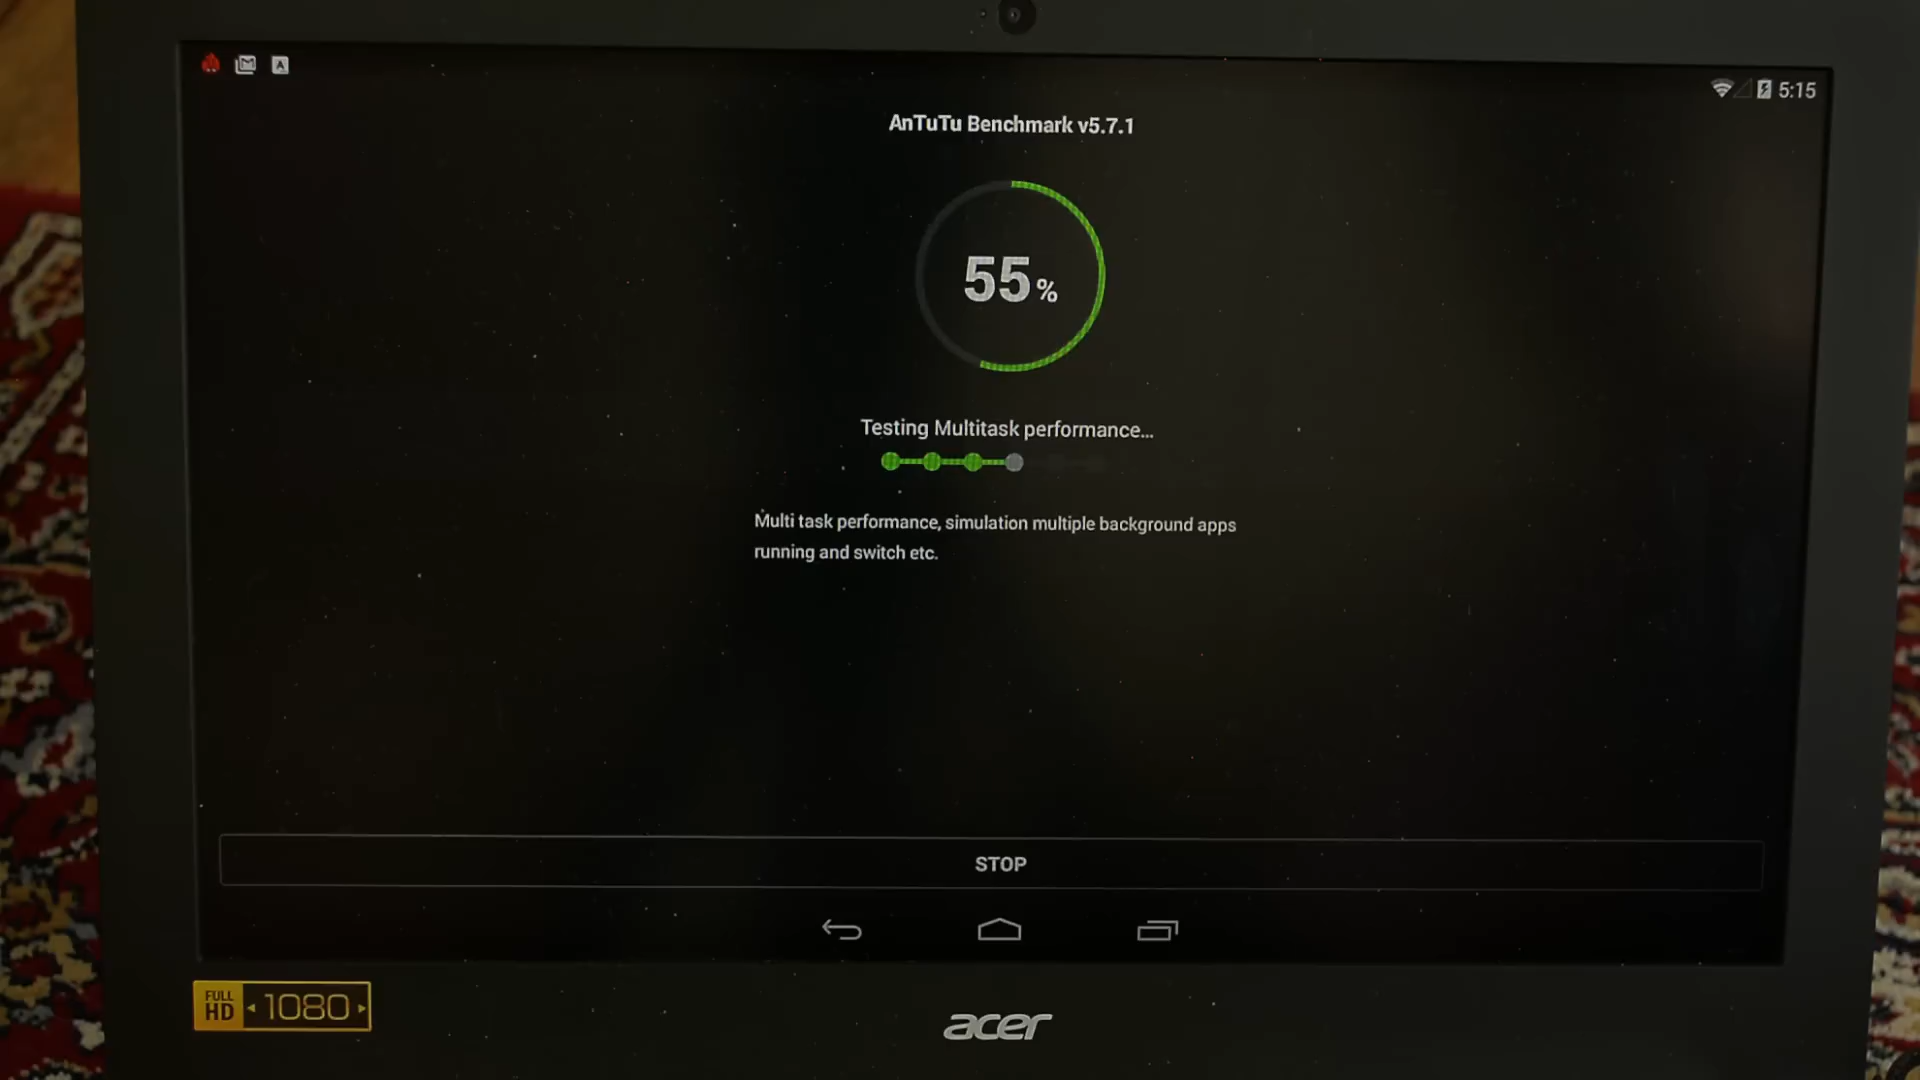 5:15
AnTuTu Benchmark v5.7.1
55%
Testing Multitask performance...
Multi task performance, simulation multiple background apps
running and switch etc.
STOP
FULL
HD
1080
acer